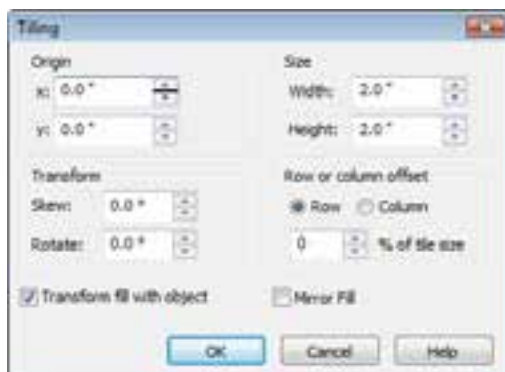 Tiling
Origin
x: 0.0 "
y: 0.0 "
Size
Width: 2.0 "
Height: 2.0 "
Transform
Skew: 0.0 °
Rotate: 0.0 °
Row or column offset
Row Column
0 % of tile size
Transform fill with object
Mirror Fill
OK Cancel Help